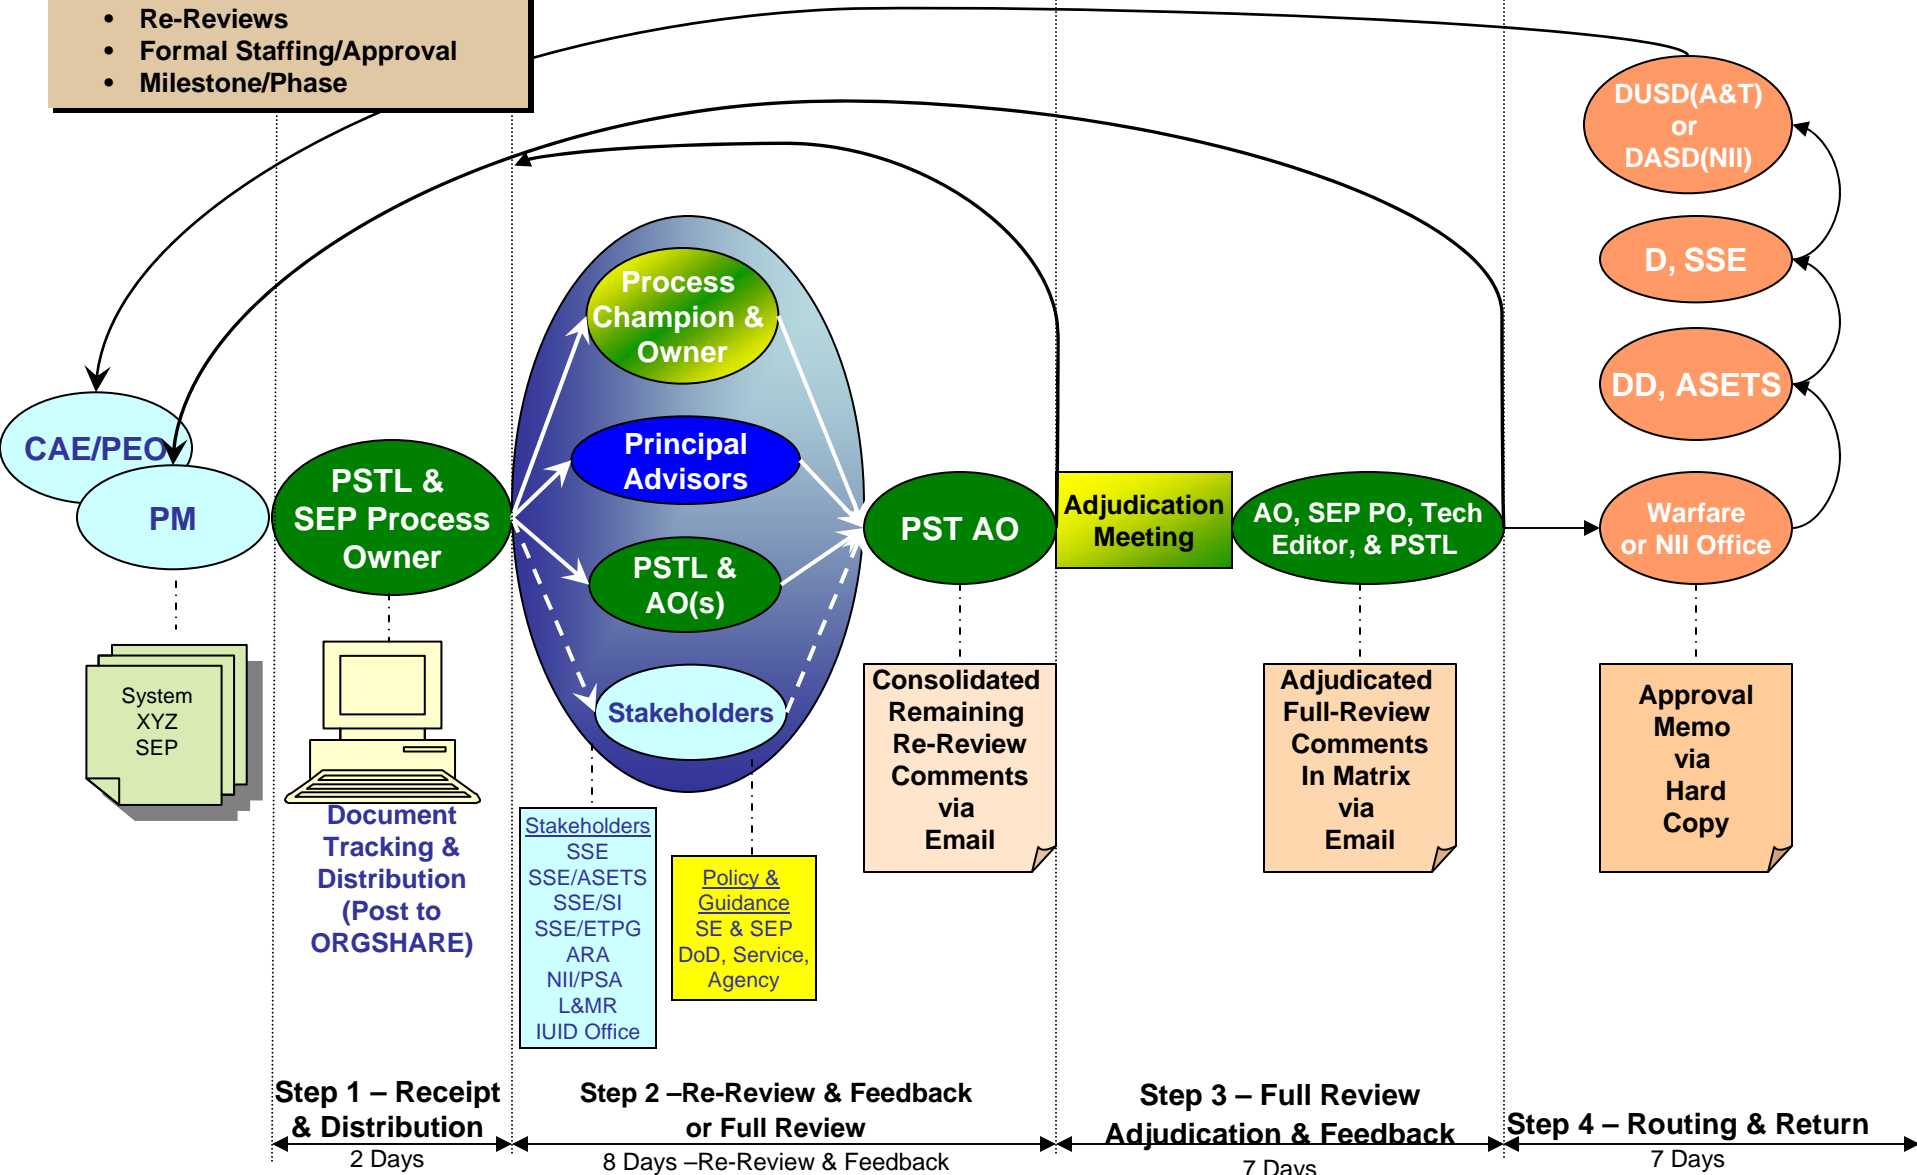 • Re-Reviews
• Formal Staffing/Approval
• Milestone/Phase
DUSD(A&T)
or
DASD(NII)
D, SSE
DD, ASETS
Warfare
or NII Office
CAE/PEO
PM
PSTL &
SEP Process
Owner
Process
Champion &
Owner
Principal
Advisors
PSTL &
AO(s)
Stakeholders
PST AO
Adjudication
Meeting
AO, SEP PO, Tech
Editor, & PSTL
System
XYZ
SEP
Document
Tracking &
Distribution
(Post to
ORGSHARE)
Stakeholders
SSE
SSE/ASETS
SSE/SI
SSE/ETPG
ARA
NII/PSA
L&MR
IUID Office
Policy &
Guidance
SE & SEP
DoD, Service,
Agency
Consolidated
Remaining
Re-Review
Comments
via
Email
Adjudicated
Full-Review
Comments
In Matrix
via
Email
Approval
Memo
via
Hard
Copy
Step 1 – Receipt
& Distribution
2 Days
Step 2 –Re-Review & Feedback
or Full Review
8 Days –Re-Review & Feedback
Step 3 – Full Review
Adjudication & Feedback
7 Days
Step 4 – Routing & Return
7 Days